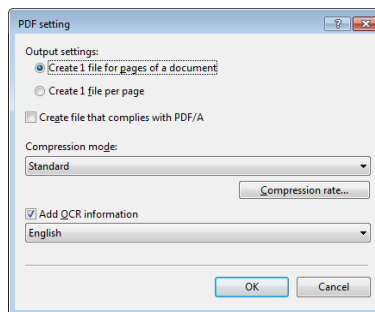 PDF setting
Output settings:
Create 1 file for pages of a document
Create 1 file per page
Create file that complies with PDF/A
Compression mode:
Standard
Compression rate...
Add OCR information
English
OK
Cancel